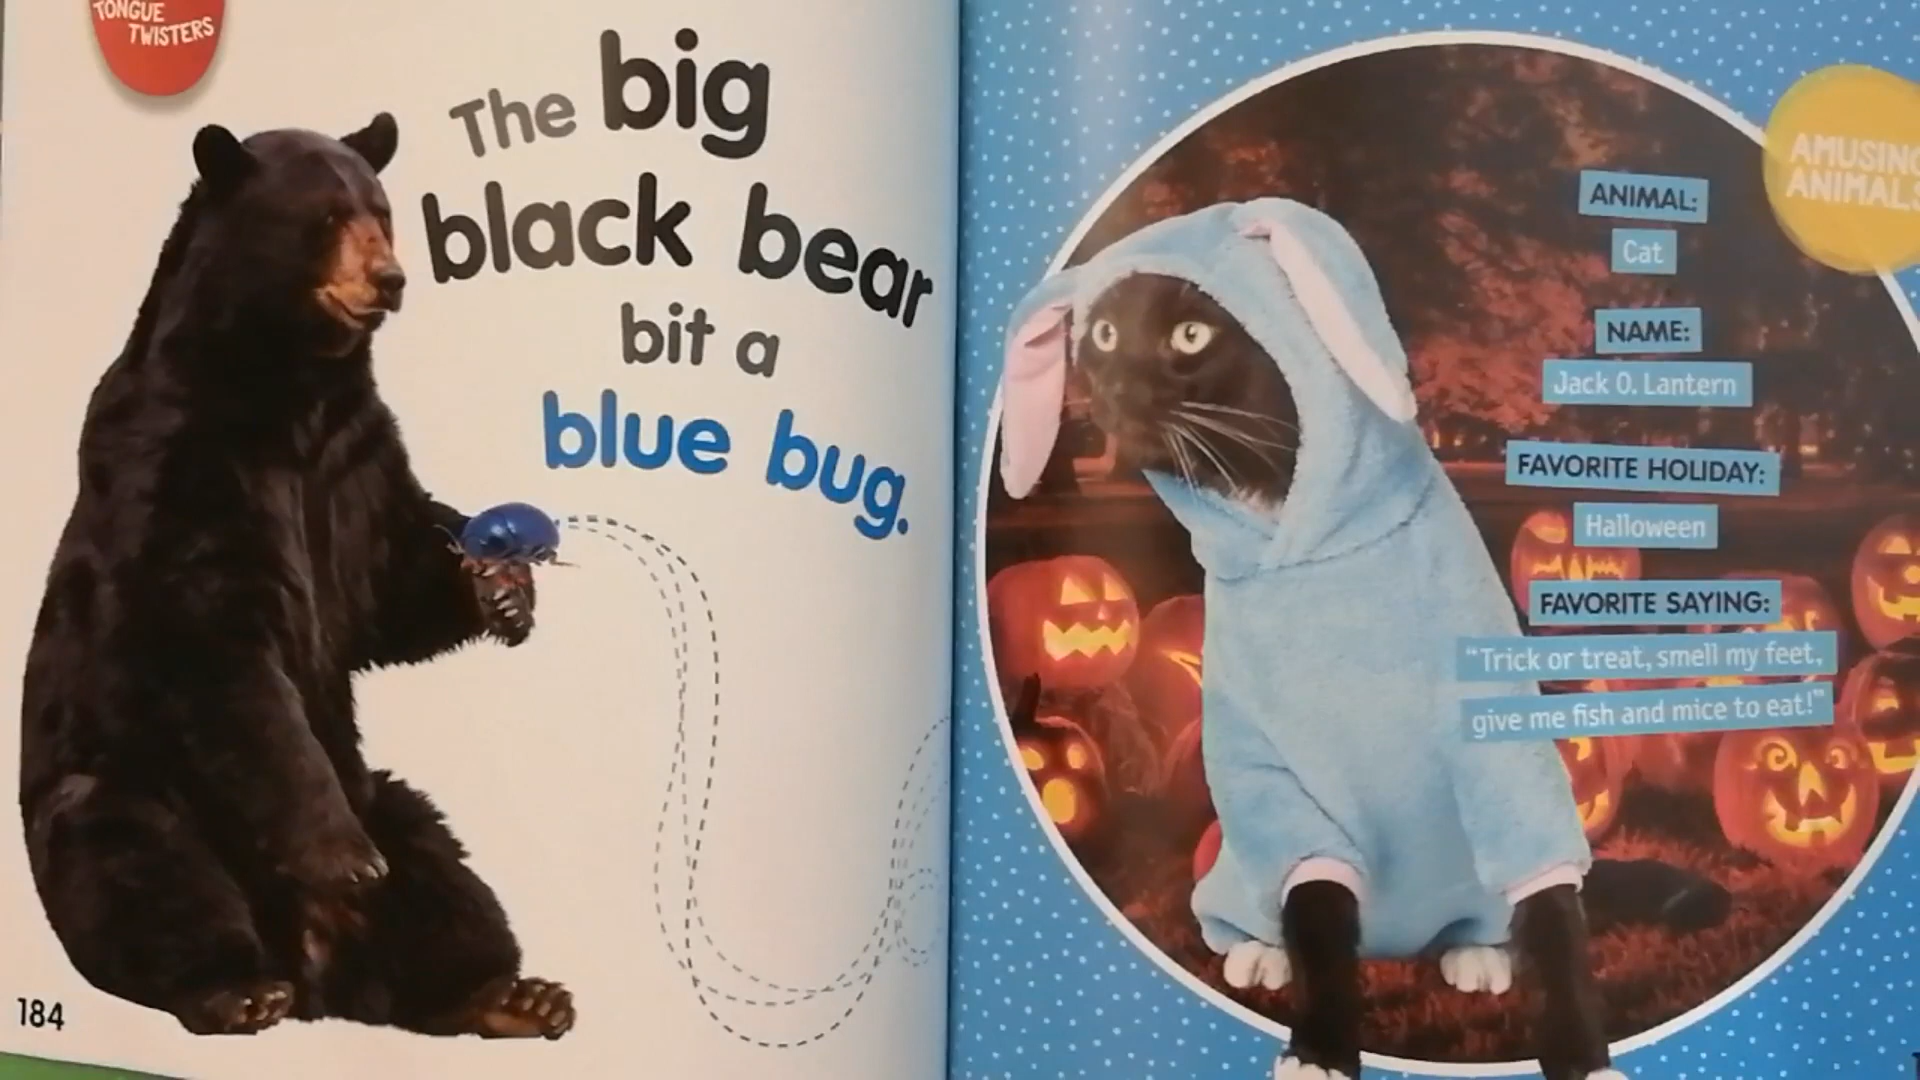 TONGUE
TWISTERS
The big
black bear
bit a
blue bug.
184
AMUSING
ANIMALS
ANIMAL:
Cat
NAME:
Jack O. Lantern
FAVORITE HOLIDAY:
Halloween
FAVORITE SAYING:
“Trick or treat, smell my feet,
give me fish and mice to eat!”